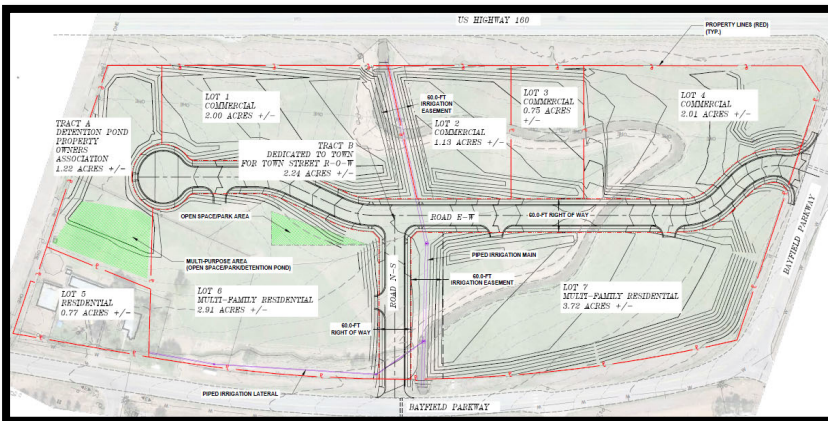 US HIGHWAY 160
PROPERTY LINES (RED)
(TYP.)
LOT 1
COMMERCIAL
2.00 ACRES +/-
60.0-FT
IRRIGATION
EASEMENT
LOT 2
COMMERCIAL
1.13 ACRES +/-
LOT 3
COMMERCIAL
0.75 ACRES
+/-
LOT 4
COMMERCIAL
2.01 ACRES +/-
TRACT A
DETENTION POND
PROPERTY
OWNERS
ASSOCIATION
1.22 ACRES +/-
TRACT B
DEDICATED TO TOWN
FOR TOWN STREET R-O-W
2.24 ACRES +/-
OPEN SPACE/PARK AREA
ROAD E-W
60.0-FT RIGHT OF WAY
BAYFIELD PARKWAY
MULTI-PURPOSE AREA
(OPEN SPACE/PARK/DETENTION POND)
PIPED IRRIGATION MAIN
60.0-FT
IRRIGATION EASEMENT
ROAD N-S
LOT 5
RESIDENTIAL
0.77 ACRES +/-
LOT 6
MULTI-FAMILY RESIDENTIAL
2.91 ACRES +/-
LOT 7
MULTI-FAMILY RESIDENTIAL
3.72 ACRES +/-
60.0-FT
RIGHT OF WAY
PIPED IRRIGATION LATERAL
BAYFIELD PARKWAY